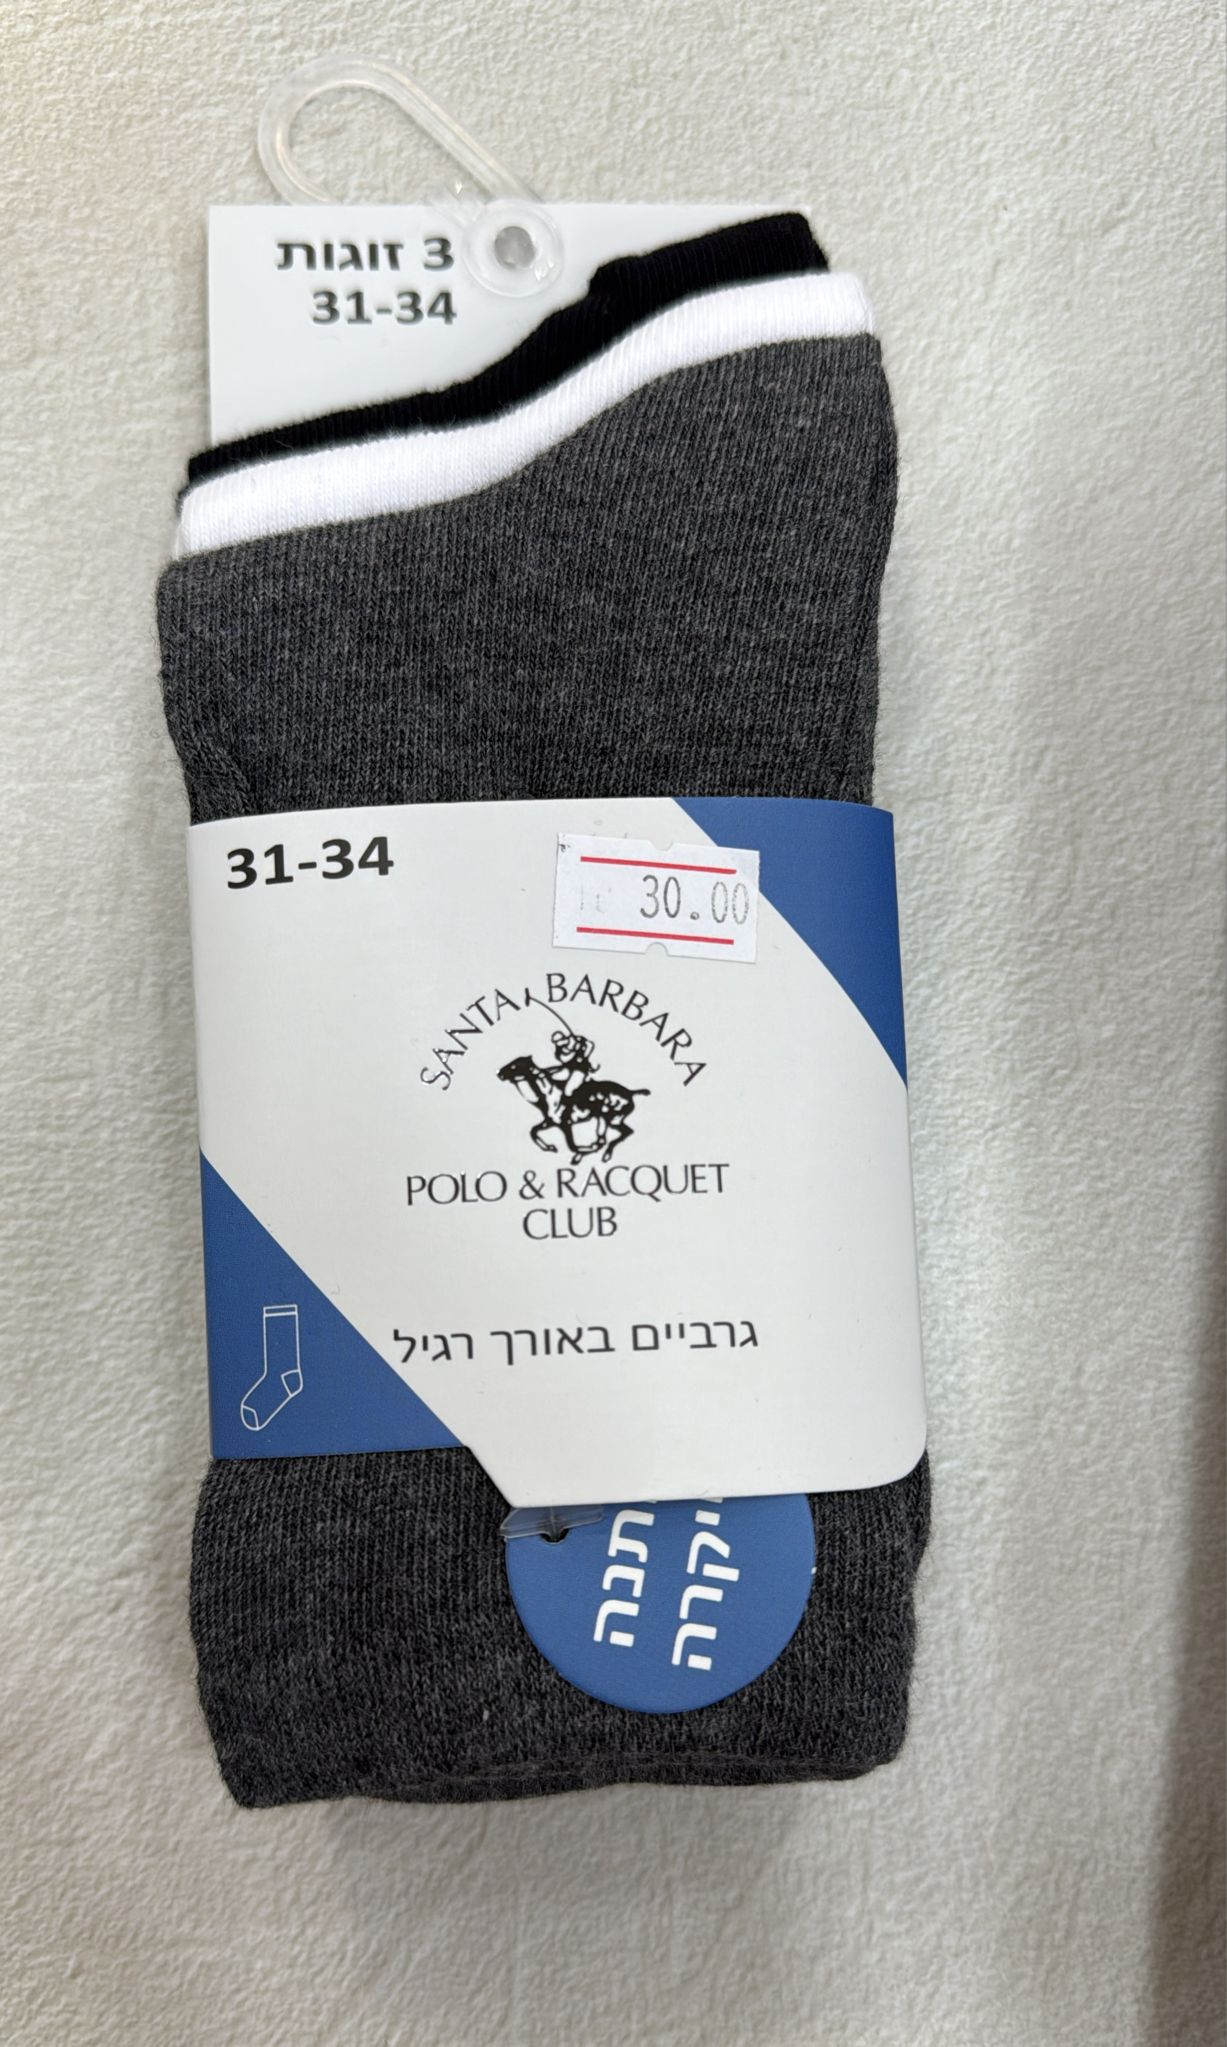 3 זוגות
31-34
31-34
30.00
SANTA BARBARA
POLO & RACQUET
CLUB
גרביים באורך רגיל